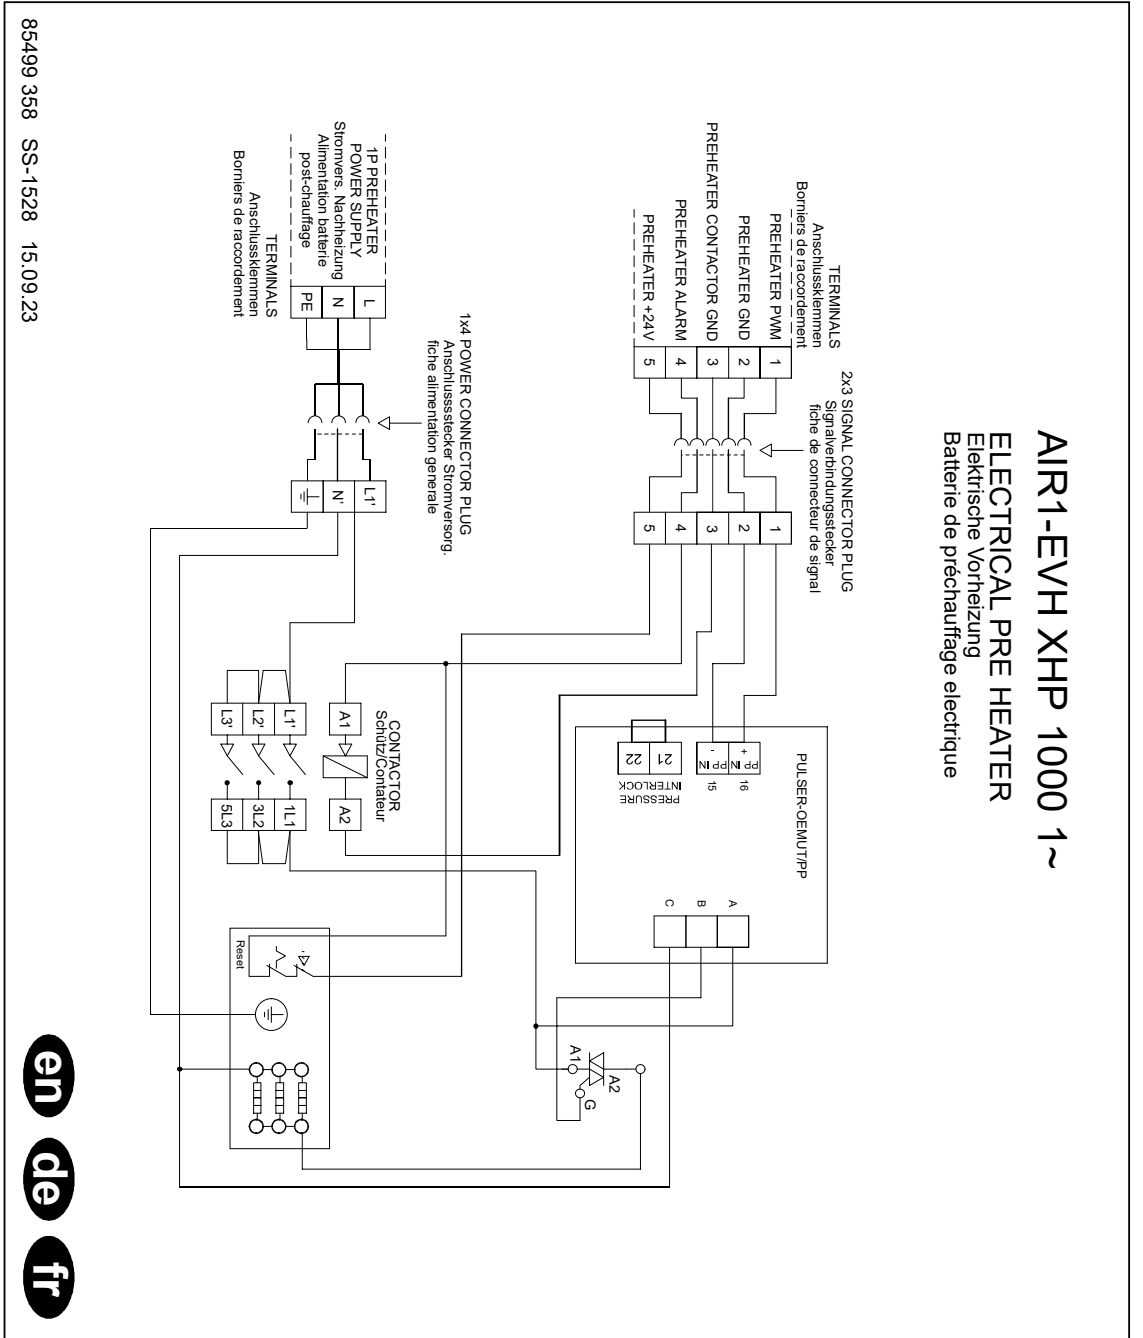 AIR1-EVH XHP 1000 1~
ELECTRICAL PRE HEATER
Elektrische Vorheizung
Batterie de préchauffage electrique
TERMINALS
Anschlussklemmen
Borniers de raccordement
PREHEATER PWM
PREHEATER GND
PREHEATER CONTACTOR GND
PREHEATER ALARM
PREHEATER +24V
1
2
3
4
5
2x3 SIGNAL CONNECTOR PLUG
Signalverbindungsstecker
fiche de connecteur de signal
1
2
3
4
5
PULSER-OEMUT/PP
+ PP IN
16
- PP IN
15
21
22
PRESSURE
INTERLOCK
A
B
C
A1
A2
G
CONTACTOR
Schütz/Contateur
A1
A2
L1'
L2'
L3'
1L1
3L2
5L3
Reset
1x4 POWER CONNECTOR PLUG
Anschlussstecker Stromversorg.
fiche alimentation generale
1P PREHEATER
POWER SUPPLY
Stromvers. Nachheizung
Alimentation batterie
post-chauffage
L
N
PE
L1'
N'
TERMINALS
Anschlussklemmen
Borniers de raccordement
85499 358 SS-1528 15.09.23
en de fr